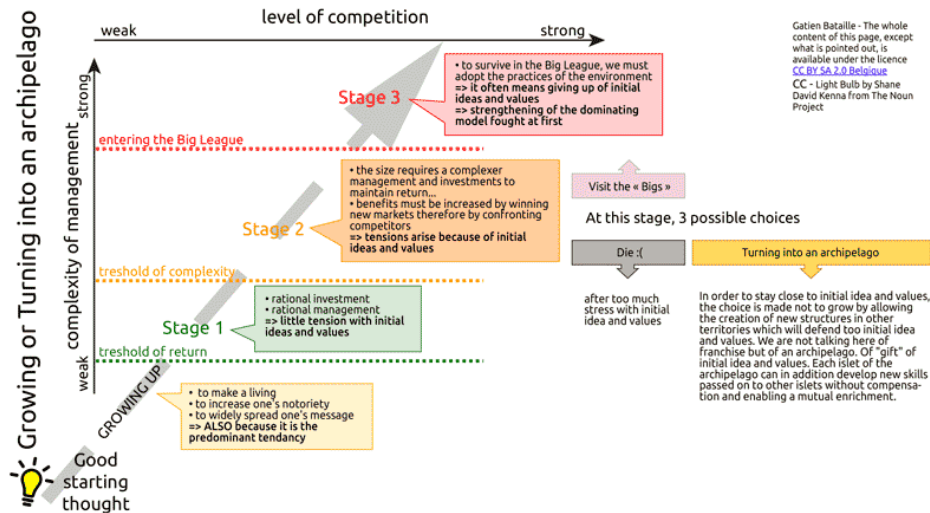 Growing or Turning into an archipelago
level of competition
weak
strong
complexity of management
strong
weak
Gatien Bataille - The whole
content of this page, except
what is pointed out, is
available under the licence
CC BY SA 2.0 Belgique
CC - Light Bulb by Shane
David Kenna from The Noun
Project
Stage 3
• to survive in the Big League, we must
adopt the practices of the environment
=> it often means giving up of initial
ideas and values
=> strengthening of the dominating
model fought at first
entering the Big League
Stage 2
• the size requires a complexer
management and investments to
maintain return...
• benefits must be increased by winning
new markets therefore by confronting
competitors
=> tensions arise because of initial
ideas and values
Visit the « Bigs »
At this stage, 3 possible choices
Die :(
after too much
stress with initial
idea and values
Turning into an archipelago
In order to stay close to initial idea and values,
the choice is made not to grow by allowing
the creation of new structures in other
territories which will defend too initial idea
and values. We are not talking here of
franchise but of an archipelago. Of "gift" of
initial idea and values. Each islet of the
archipelago can in addition develop new skills
passed on to other islets without compensa-
tion and enabling a mutual enrichment.
treshold of complexity
Stage 1
• rational investment
• rational management
=> little tension with initial
ideas and values
treshold of return
GROWING UP
• to make a living
• to increase one's notoriety
• to widely spread one's message
=> ALSO because it is the
predominant tendancy
Good
starting
thought